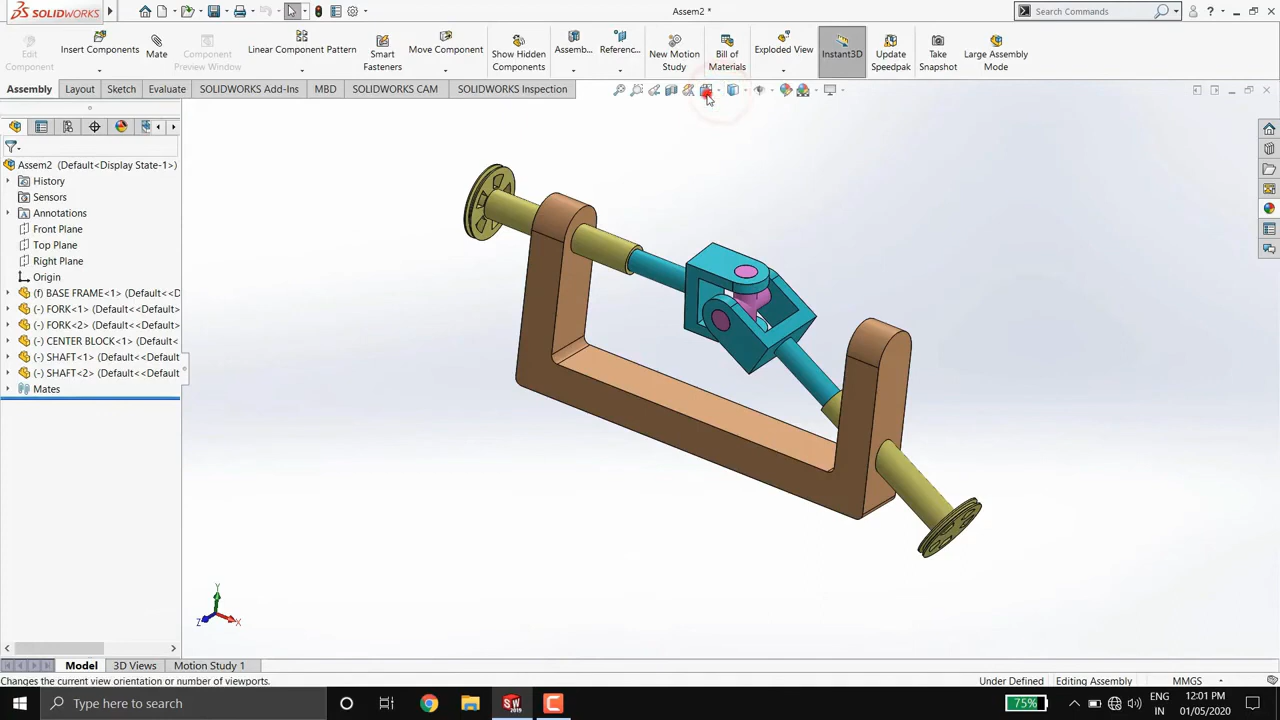 SOLIDWORKS
Assem2 *
Search Commands
Edit Component
Insert Components
Mate
Component Preview Window
Linear Component Pattern
Smart Fasteners
Move Component
Show Hidden Components
Assemb...
Referenc...
New Motion Study
Bill of Materials
Exploded View
Instant3D
Update Speedpak
Take Snapshot
Large Assembly Mode
Assembly
Layout
Sketch
Evaluate
SOLIDWORKS Add-Ins
MBD
SOLIDWORKS CAM
SOLIDWORKS Inspection
Assem2 (Default<Display State-1>)
History
Sensors
Annotations
Front Plane
Top Plane
Right Plane
Origin
(f) BASE FRAME<1> (Default<<D
(-) FORK<1> (Default<<Default>
(-) FORK<2> (Default<<Default>
(-) CENTER BLOCK<1> (Default<
(-) SHAFT<1> (Default<<Default
(-) SHAFT<2> (Default<<Default
Mates
Y
Z
X
Model
3D Views
Motion Study 1
Changes the current view orientation or number of viewports.
Under Defined
Editing Assembly
MMGS
Type here to search
SW
2019
75%
ENG
IN
12:01 PM
01/05/2020